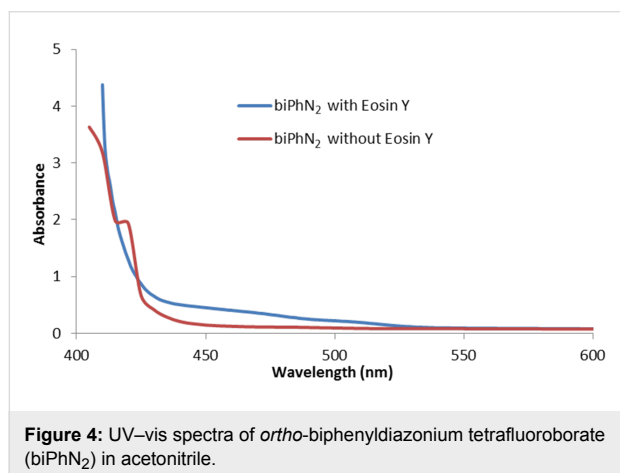 5
4
3
2
1
0
Absorbance
biPhN₂ with Eosin Y
biPhN₂ without Eosin Y
400
450
500
550
600
Wavelength (nm)
Figure 4: UV–vis spectra of ortho-biphenyldiazonium tetrafluoroborate
(biPhN₂) in acetonitrile.